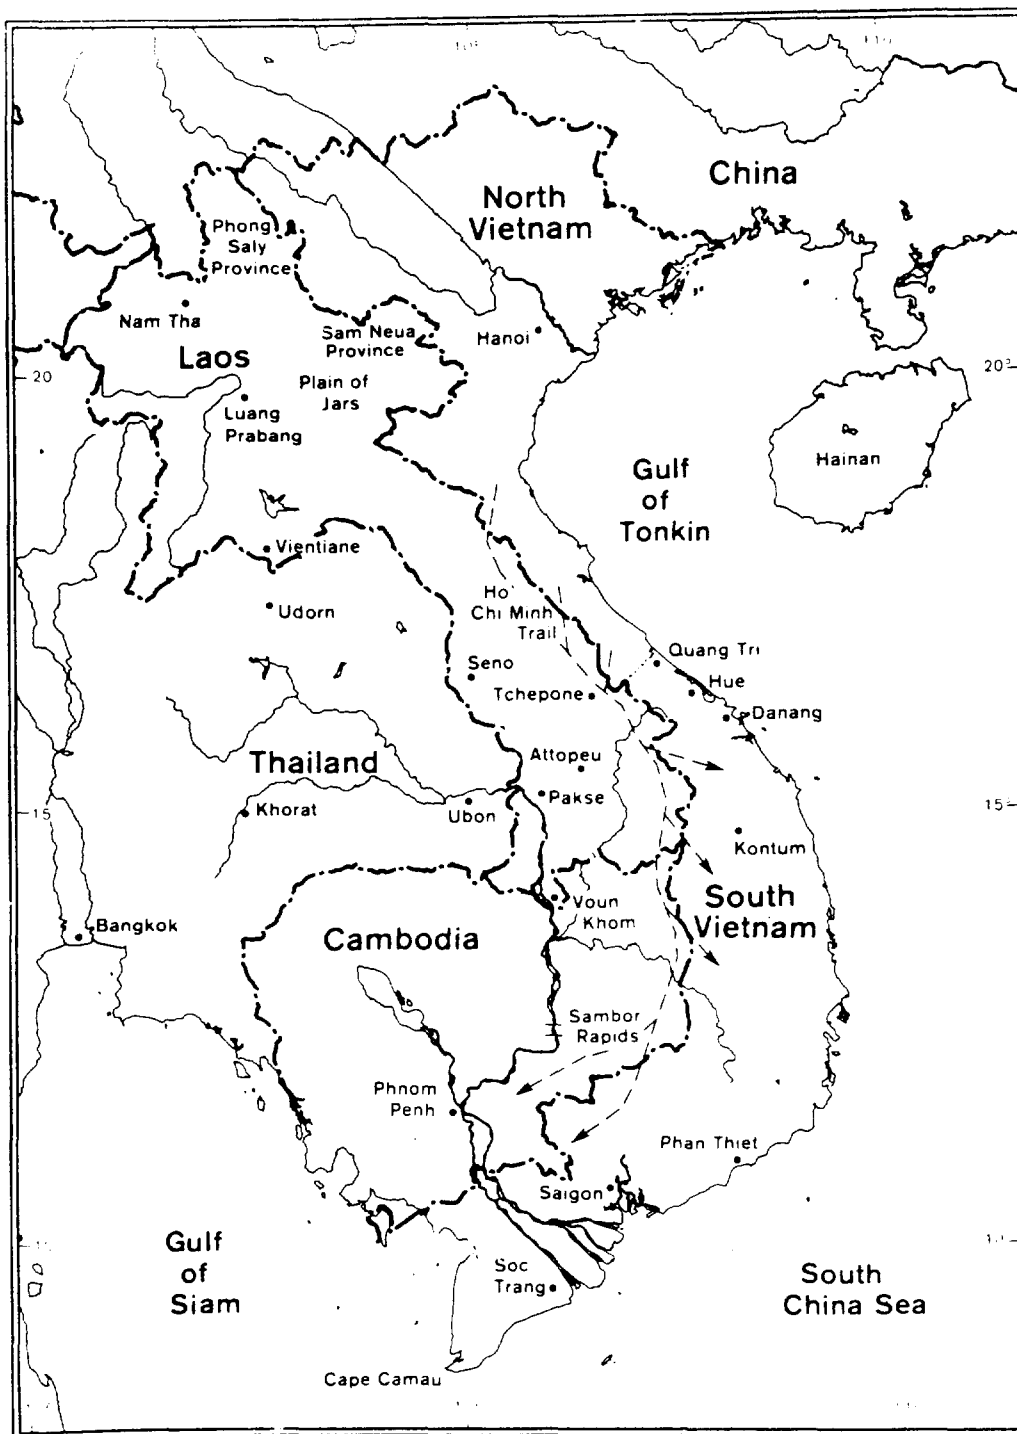 China
North
Vietnam
Phong
Saly
Province
Nam Tha
Sam Neua
Province
Hanoi
Laos
20
20°
Plain of
Jars
Luang
Prabang
Hainan
Gulf
of
Tonkin
Vientiane
Ho
Chi Minh
Trail
Udorn
Quang Tri
Seno
Hue
Tchepone
Danang
Attopeu
Thailand
Pakse
Khorat
Ubon
15
15°
Kontum
South
Vietnam
Voun
Khom
Bangkok
Cambodia
Sambor
Rapids
Phnom
Penh
Phan Thiet
Saigon
Gulf
of
Siam
Soc
Trang
South
China Sea
Cape Camau